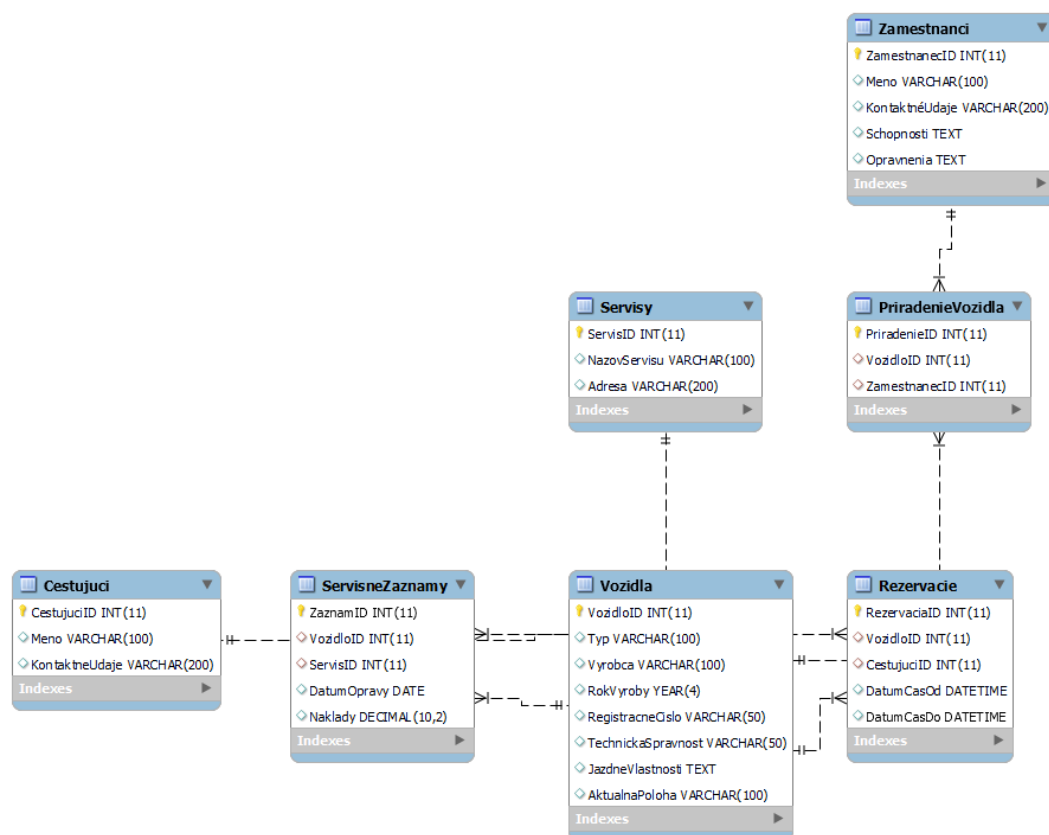 Zamestnanci
ZamestnanecID INT(11)
Meno VARCHAR(100)
KontaktnéUdaje VARCHAR(200)
Schopnosti TEXT
Opravnenia TEXT
Indexes
Servisy
ServisID INT(11)
NazovServisu VARCHAR(100)
Adresa VARCHAR(200)
Indexes
PriradenieVozidla
PriradenieID INT(11)
VozidloID INT(11)
ZamestnanecID INT(11)
Indexes
Cestujuci
CestujuciID INT(11)
Meno VARCHAR(100)
KontaktneUdaje VARCHAR(200)
Indexes
ServisneZaznamy
ZaznamID INT(11)
VozidloID INT(11)
ServisID INT(11)
DatumOpravy DATE
Naklady DECIMAL(10,2)
Indexes
Vozidla
VozidloID INT(11)
Typ VARCHAR(100)
Vyrobca VARCHAR(100)
RokVyroby YEAR(4)
RegistracneCislo VARCHAR(50)
TechnickaSpravnost VARCHAR(50)
JazdneVlastnosti TEXT
AktualnaPoloha VARCHAR(100)
Indexes
Rezervacie
RezervaciaID INT(11)
VozidloID INT(11)
CestujuciID INT(11)
DatumCasOd DATETIME
DatumCasDo DATETIME
Indexes